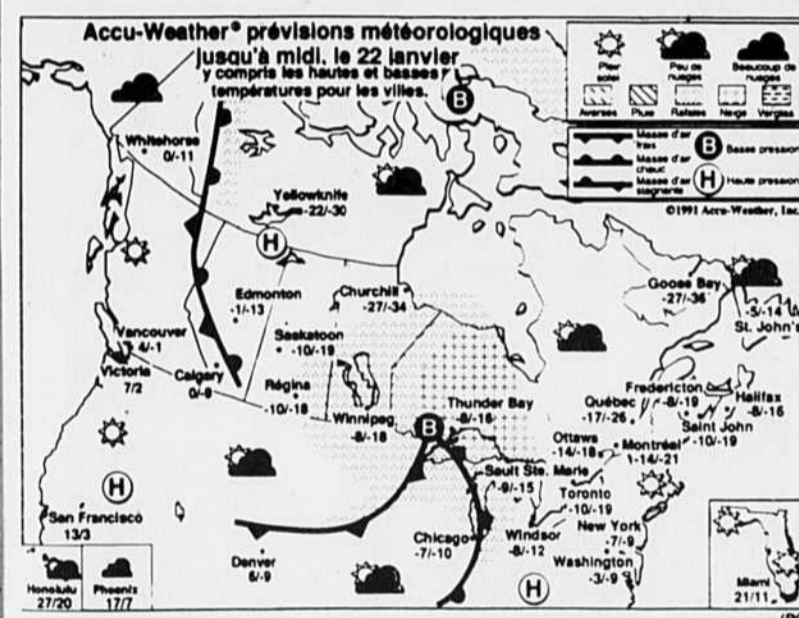 Accu-Weather® prévisions météorologiques
Jusqu'à midi, le 22 janvier
y compris les hautes et basses
températures pour les villes.
Plein soleil
Peu de nuages
Beaucoup de nuages
Averses
Pluie
Rafales
Neige
Verglas
Masse d'air frais
Masse d'air chaud
Masse d'air stagnante
B Basse pression
H Haute pression
©1991 Accu-Weather, Inc.
B
Whitehorse
0/-11
Yellowknife
-22/-30
H
Goose Bay
-27/-36
-5/-14
St. John's
Edmonton
-1/-13
Churchill
-27/-34
Vancouver
4/-1
Victoria
7/2
Calgary
0/-8
Saskatoon
-10/-19
Régina
-10/-18
Winnipeg
-8/-18
Thunder Bay
-8/-16
B
Québec
-17/-26
Fredericton
-8/-19
Halifax
-8/-16
Saint John
-10/-19
Ottawa
-14/-18
Montréal
-14/-21
Sault Ste. Marie
-9/-15
Toronto
-10/-19
H
San Francisco
13/3
Denver
6/-9
Chicago
-7/-10
Windsor
-8/-12
New York
-7/-9
Washington
-3/-9
H
Honolulu
27/20
Phoenix
17/7
Miami
21/11